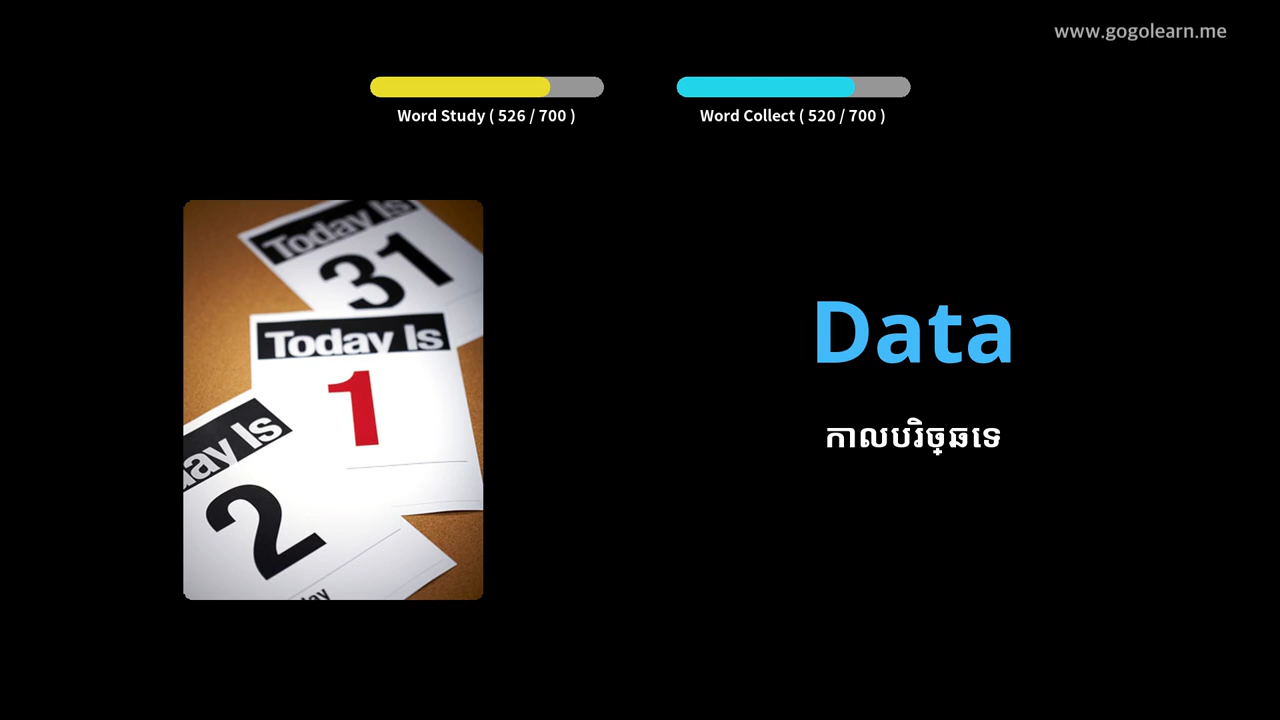 www.gogolearn.me
Word Study ( 526 / 700 )
Word Collect ( 520 / 700 )
Today Is
31
Today Is
1
ay Is
2
day
Data
កាលបរិច្ឆេទ